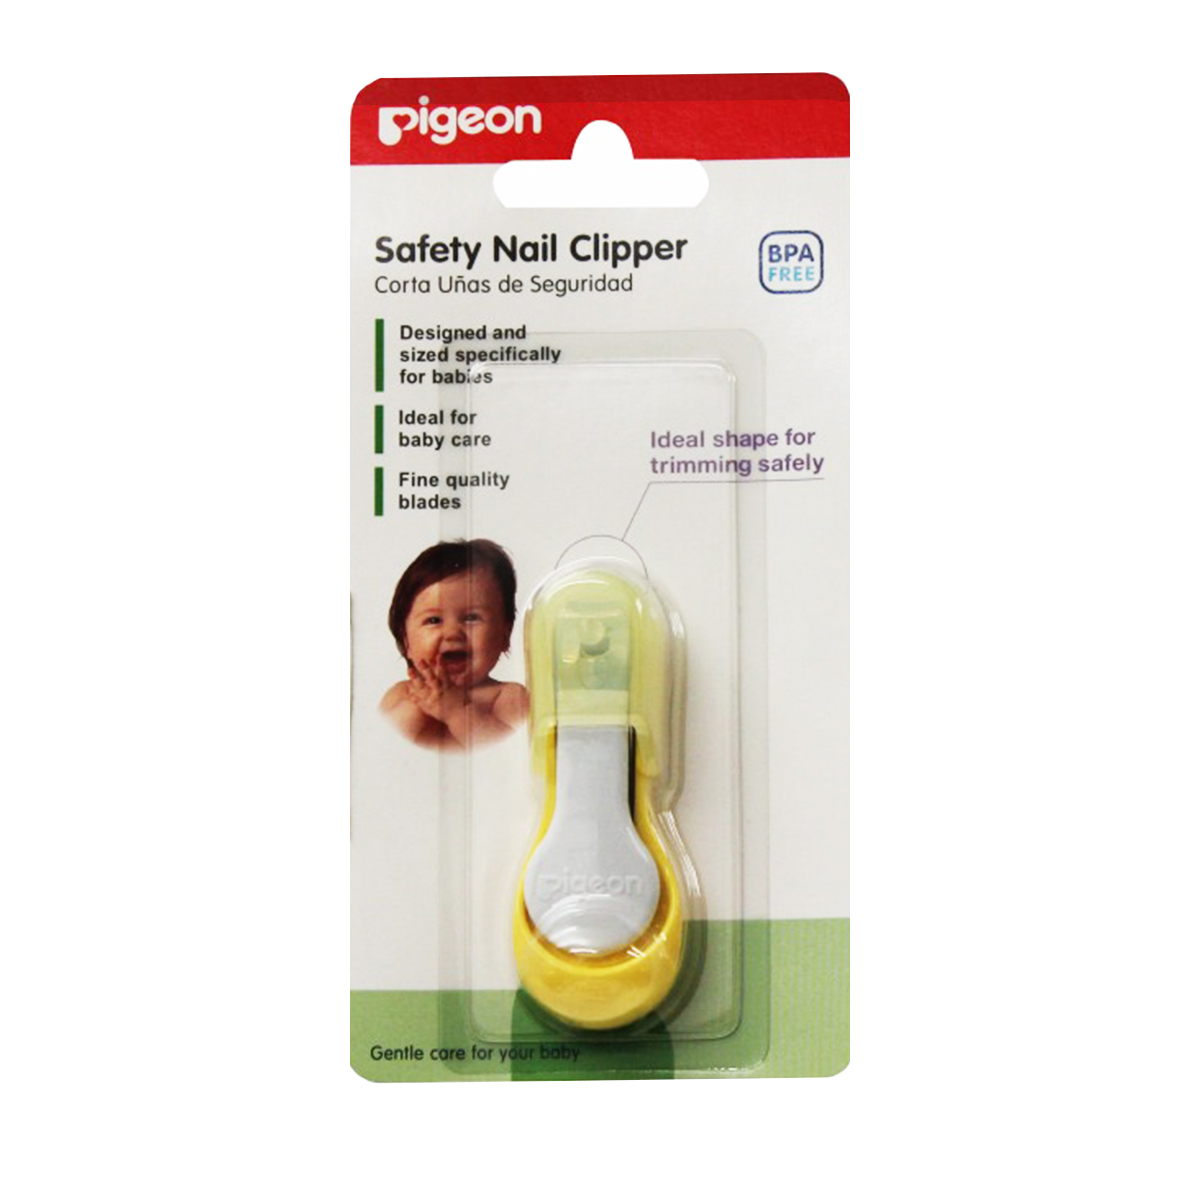 pigeon
Safety Nail Clipper
Corta Uñas de Seguridad
BPA
FREE
Designed and
sized specifically
for babies
Ideal for
baby care
Fine quality
blades
Ideal shape for
trimming safely
pigeon
Gentle care for your baby